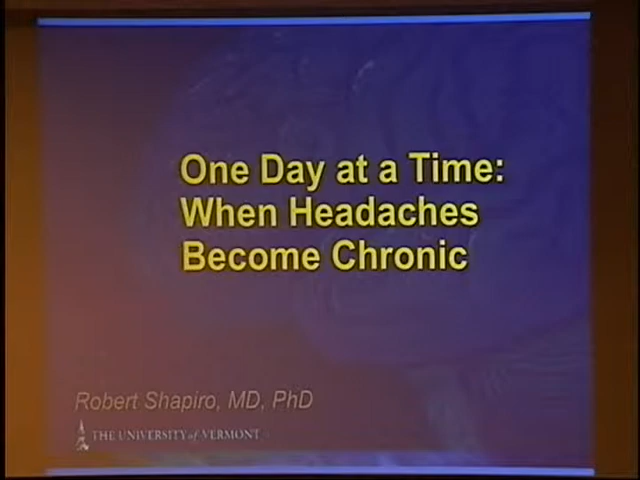 One Day at a Time:
When Headaches
Become Chronic
Robert Shapiro, MD, PhD
THE UNIVERSITY of VERMONT